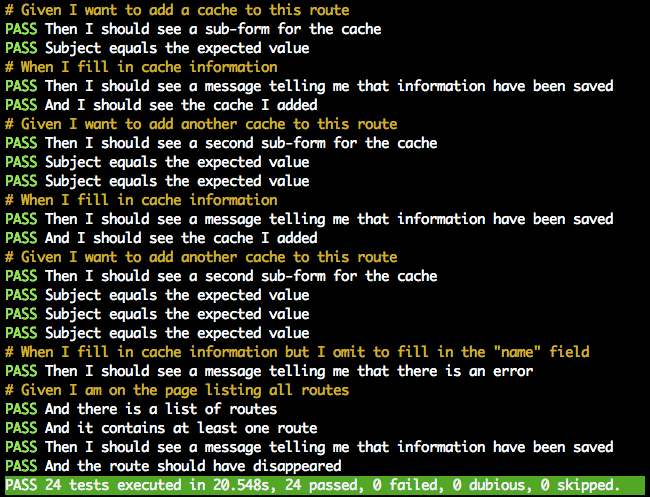 # Given I want to add a cache to this route
PASS Then I should see a sub-form for the cache
PASS Subject equals the expected value
# When I fill in cache information
PASS Then I should see a message telling me that information have been saved
PASS And I should see the cache I added
# Given I want to add another cache to this route
PASS Then I should see a second sub-form for the cache
PASS Subject equals the expected value
PASS Subject equals the expected value
# When I fill in cache information
PASS Then I should see a message telling me that information have been saved
PASS And I should see the cache I added
# Given I want to add another cache to this route
PASS Then I should see a second sub-form for the cache
PASS Subject equals the expected value
PASS Subject equals the expected value
PASS Subject equals the expected value
# When I fill in cache information but I omit to fill in the "name" field
PASS Then I should see a message telling me that there is an error
# Given I am on the page listing all routes
PASS And there is a list of routes
PASS And it contains at least one route
PASS Then I should see a message telling me that information have been saved
PASS And the route should have disappeared
PASS 24 tests executed in 20.548s, 24 passed, 0 failed, 0 dubious, 0 skipped.